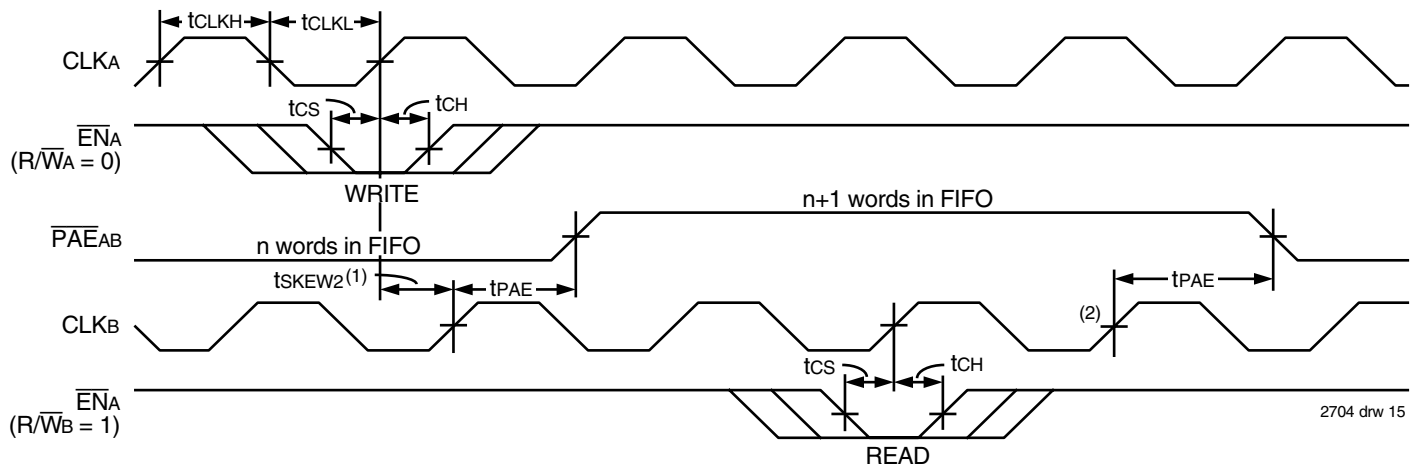 tCLKH tCLKL
CLKA
tCS tCH
ENA
(R/WA = 0)
WRITE
n+1 words in FIFO
PAEAB
n words in FIFO
tSKEW2(1) tPAE tPAE
CLKB
(2)
tCS tCH
ENA
(R/WB = 1)
2704 drw 15
READ